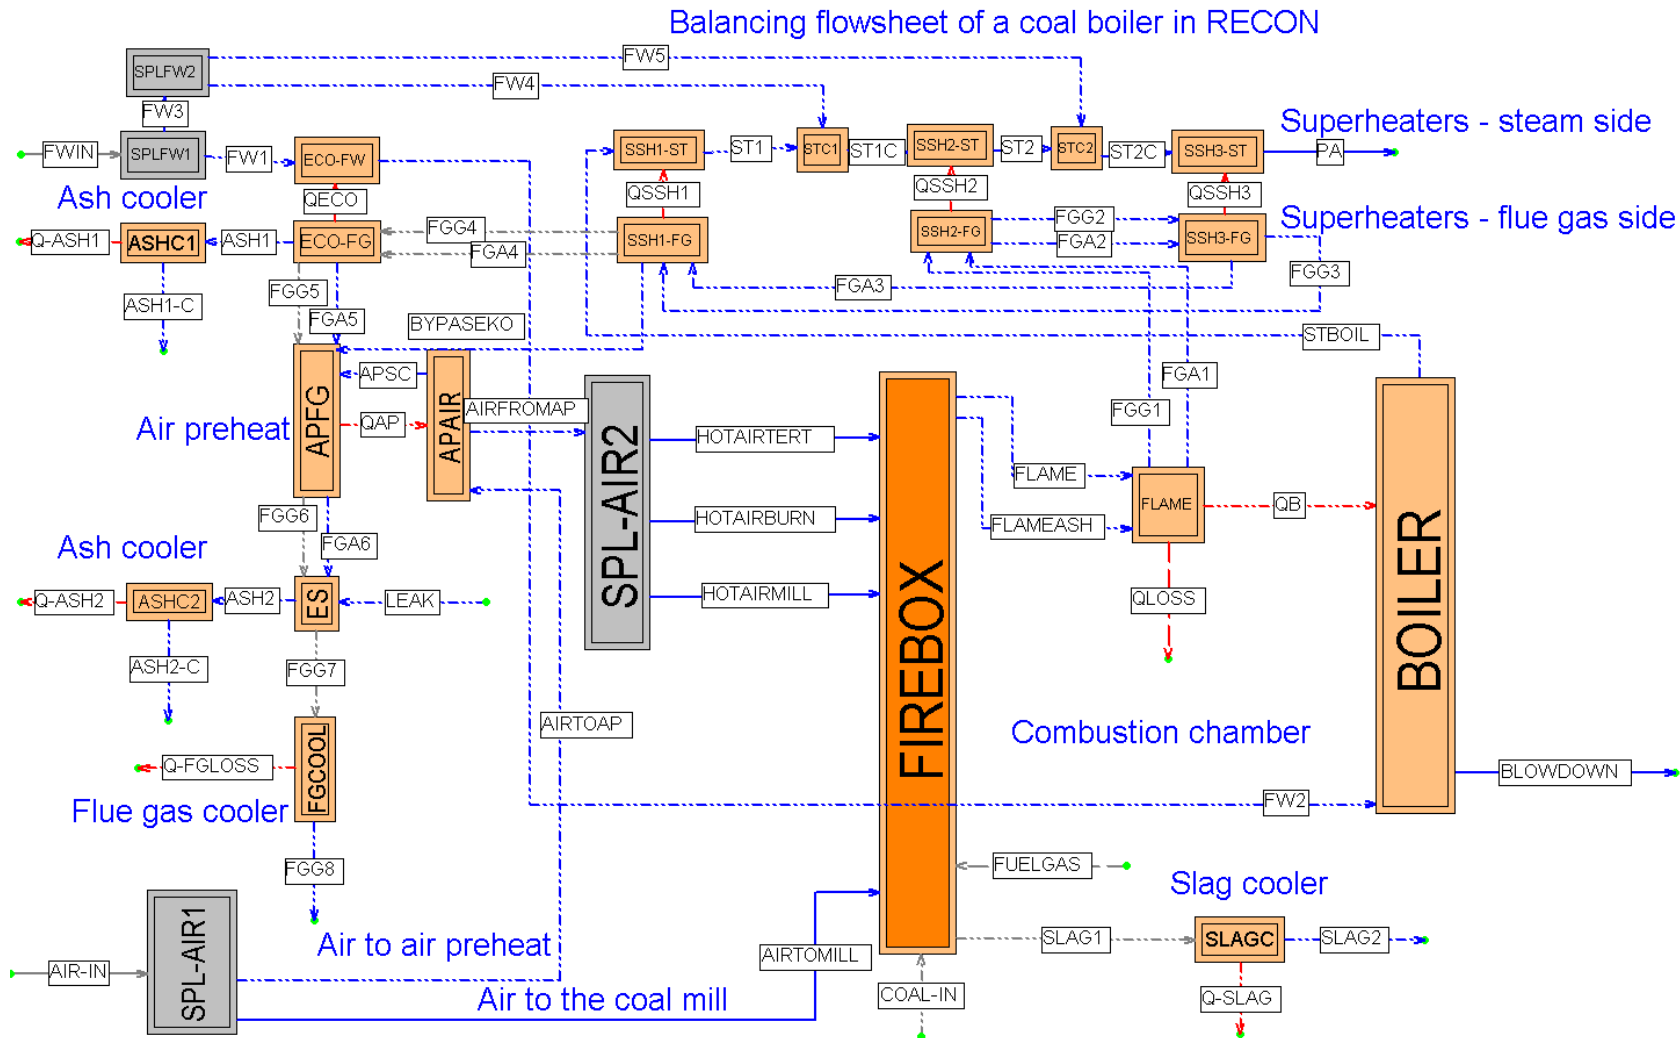 Balancing flowsheet of a coal boiler in RECON
FW5
SPLFW2
FW4
FW3
Superheaters - steam side
FWIN
SPLFW1
FW1
ECO-FW
SSH1-ST
ST1
STC1
ST1C
SSH2-ST
ST2
STC2
ST2C
SSH3-ST
PA
Ash cooler
QECO
QSSH1
QSSH2
QSSH3
Superheaters - flue gas side
Q-ASH1
ASHC1
ASH1
ECO-FG
FGG4
FGA4
SSH1-FG
SSH2-FG
FGG2
FGA2
SSH3-FG
FGG3
FGA3
ASH1-C
FGG5
FGA5
BYPASEKO
STBOIL
APSC
FGA1
FGG1
Air preheat
APFG
QAP
APAIR
AIRFROMAP
SPL-AIR2
HOTAIRTERT
HOTAIRBURN
HOTAIRMILL
FIREBOX
FLAME
FLAMEASH
FLAME
QB
BOILER
QLOSS
FGG6
FGA6
Ash cooler
Q-ASH2
ASHC2
ASH2
ES
LEAK
ASH2-C
FGG7
AIRTOAP
Combustion chamber
Q-FGLOSS
FGCOOL
BLOWDOWN
Flue gas cooler
FW2
FGG8
FUELGAS
Slag cooler
SPL-AIR1
Air to air preheat
AIRTOMILL
SLAG1
SLAGC
SLAG2
AIR-IN
Air to the coal mill
COAL-IN
Q-SLAG